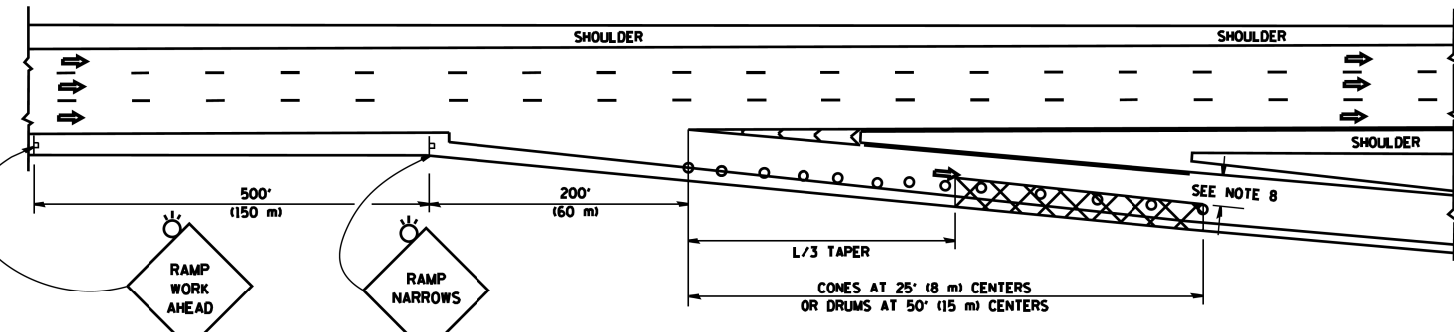 SHOULDER
SHOULDER
SHOULDER
SEE NOTE 8
500'
(150 m)
200'
(60 m)
L/3 TAPER
RAMP
WORK
AHEAD
RAMP
NARROWS
CONES AT 25' (8 m) CENTERS
OR DRUMS AT 50' (15 m) CENTERS